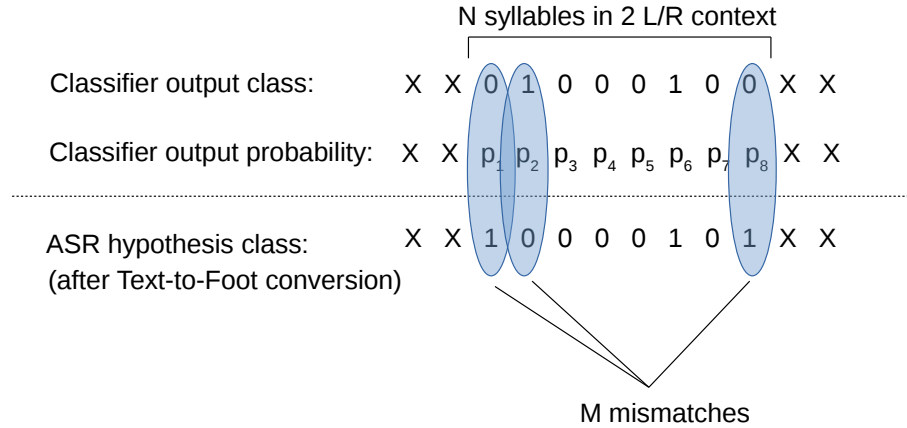 N syllables in 2 L/R context
Classifier output class: X X 0 1 0 0 0 1 0 0 X X
Classifier output probability: X X p₁ p₂ p₃ p₄ p₅ p₆ p₇ p₈ X X
ASR hypothesis class: X X 1 0 0 0 0 1 0 1 X X
(after Text-to-Foot conversion)
M mismatches